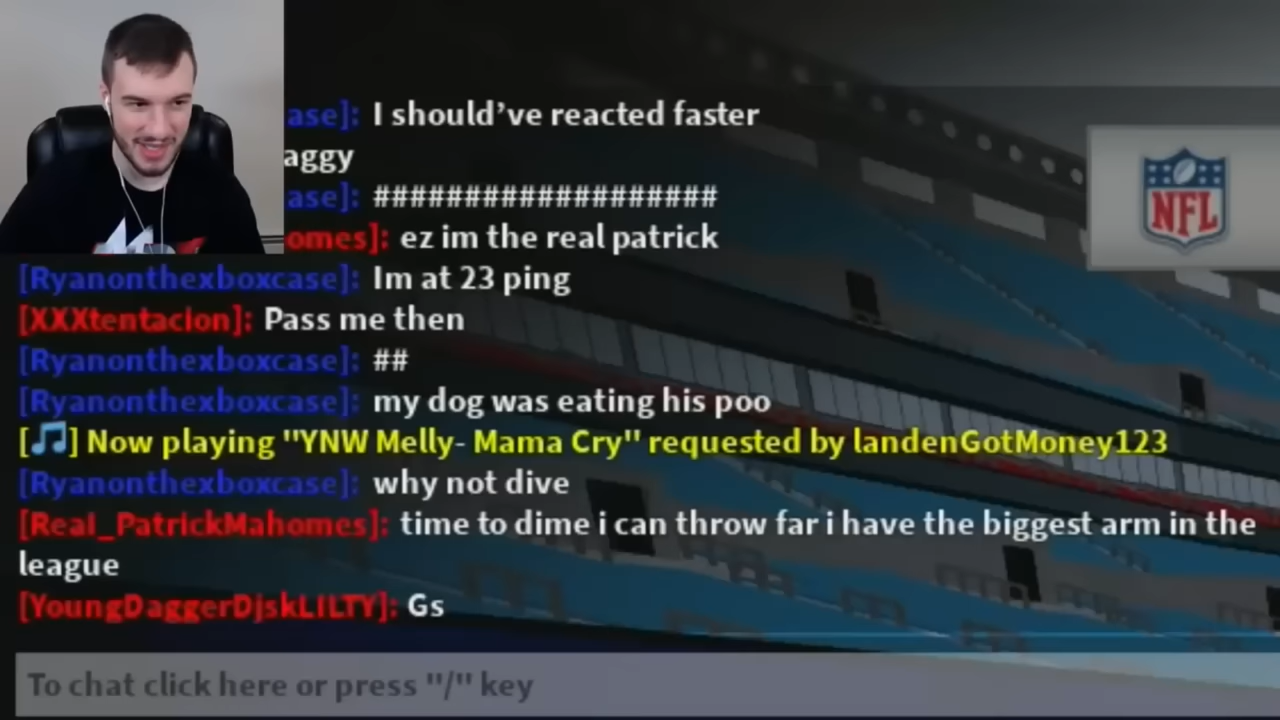 ase]: I should’ve reacted faster
aggy
ase]: ###################
omes]: ez im the real patrick
[Ryanonthexboxcase]: Im at 23 ping
[XXXtentacIon]: Pass me then
[Ryanonthexboxcase]: ##
[Ryanonthexboxcase]: my dog was eating his poo
[🎵] Now playing "YNW Melly- Mama Cry" requested by landenGotMoney123
[Ryanonthexboxcase]: why not dive
[Real_PatrickMahomes]: time to dime i can throw far i have the biggest arm in the
league
[YoungDaggerDjskLILTY]: Gs
To chat click here or press "/" key
NFL